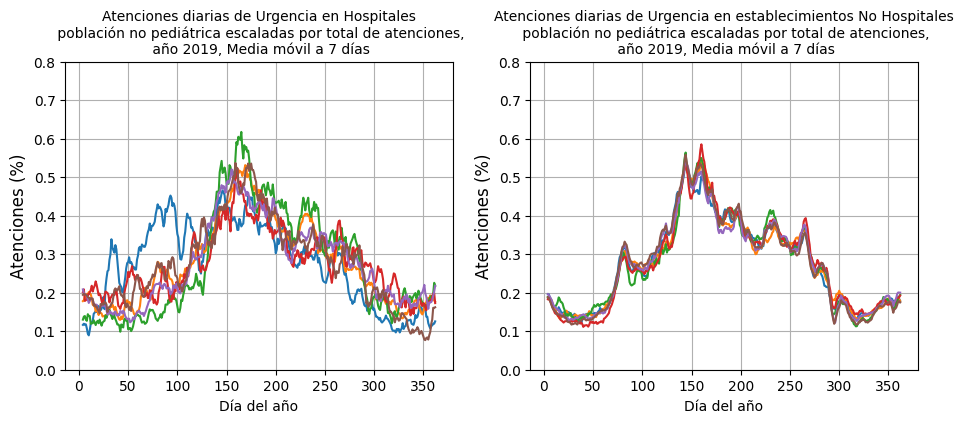 Atenciones diarias de Urgencia en Hospitales
población no pediátrica escaladas por total de atenciones,
año 2019, Media móvil a 7 días
0.8
0.7
0.6
0.5
0.4
0.3
0.2
0.1
0.0
Atenciones (%)
0 50 100 150 200 250 300 350
Día del año
Atenciones diarias de Urgencia en establecimientos No Hospitales
población no pediátrica escaladas por total de atenciones,
año 2019, Media móvil a 7 días
0.8
0.7
0.6
0.5
0.4
0.3
0.2
0.1
0.0
Atenciones (%)
0 50 100 150 200 250 300 350
Día del año